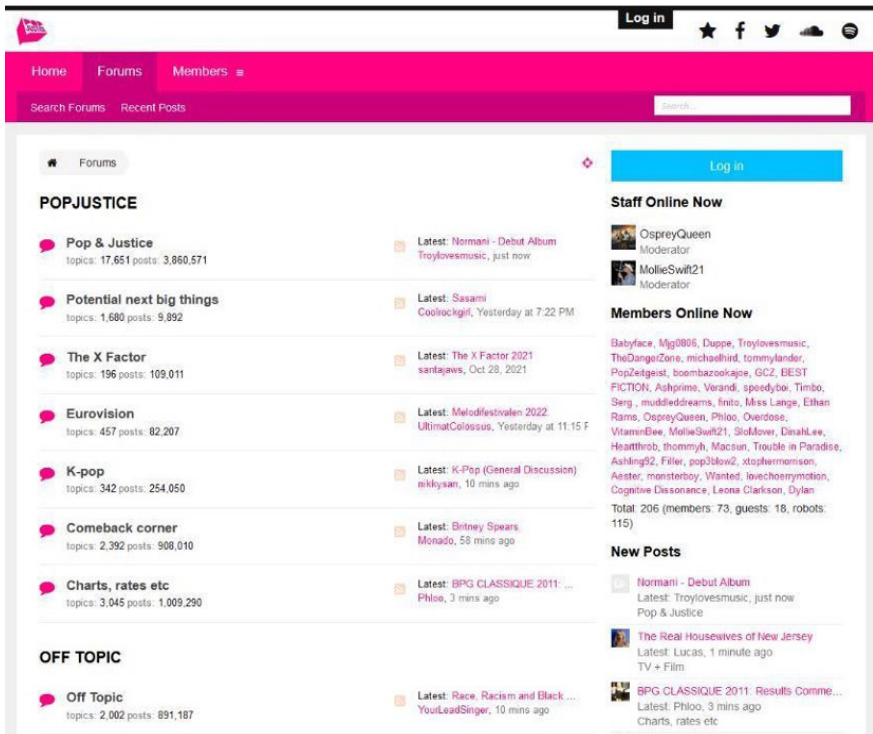 Log in
Home
Forums
Members
Search Forums
Recent Posts
Search...
Forums
POPJUSTICE
Pop & Justice
topics: 17,651 posts: 3,860,571
Latest: Normani - Debut Album
Troylovesmusic, just now
Potential next big things
topics: 1,680 posts: 9,892
Latest: Sasami
Coolrockgirl, Yesterday at 7:22 PM
The X Factor
topics: 196 posts: 109,011
Latest: The X Factor 2021
santajaws, Oct 28, 2021
Eurovision
topics: 457 posts: 82,207
Latest: Melodifestivalen 2022
UltimatColossus, Yesterday at 11:15 P
K-pop
topics: 342 posts: 254,050
Latest: K-Pop (General Discussion)
nikkysan, 10 mins ago
Comeback corner
topics: 2,392 posts: 908,010
Latest: Britney Spears
Monado, 58 mins ago
Charts, rates etc
topics: 3,045 posts: 1,009,290
Latest: BPG CLASSIQUE 2011: ...
Phloo, 3 mins ago
OFF TOPIC
Off Topic
topics: 2,002 posts: 891,187
Latest: Race, Racism and Black ...
YourLeadSinger, 10 mins ago
Log in
Staff Online Now
OspreyQueen
Moderator
MollieSwift21
Moderator
Members Online Now
Babyface, Mjg0806, Duppe, Troylovesmusic,
TheDangerZone, michaelhird, tommylander,
PopZeitgeist, boombazookajoe, GCZ, BEST
FICTION, Ashprime, Verandi, speedyboi, Timbo,
Serg., muddleddreams, finito, Miss Lange, Ethan
Rams, OspreyQueen, Phloo, Overdose,
VitaminBee, MollieSwift21, SloMover, DinahLee,
Heartthrob, thommyh, Macsun, Trouble in Paradise,
Ashling92, Filler, pop3blow2, xtophermorrison,
Aester, monsterboy, Wanted, lovechoerrymotion,
Cognitive Dissonance, Leona Clarkson, Dylan
Total: 206 (members: 73, guests: 18, robots:
115)
New Posts
Normani - Debut Album
Latest: Troylovesmusic, just now
Pop & Justice
The Real Housewives of New Jersey
Latest: Lucas, 1 minute ago
TV + Film
BPG CLASSIQUE 2011: Results Comme...
Latest: Phloo, 3 mins ago
Charts, rates etc